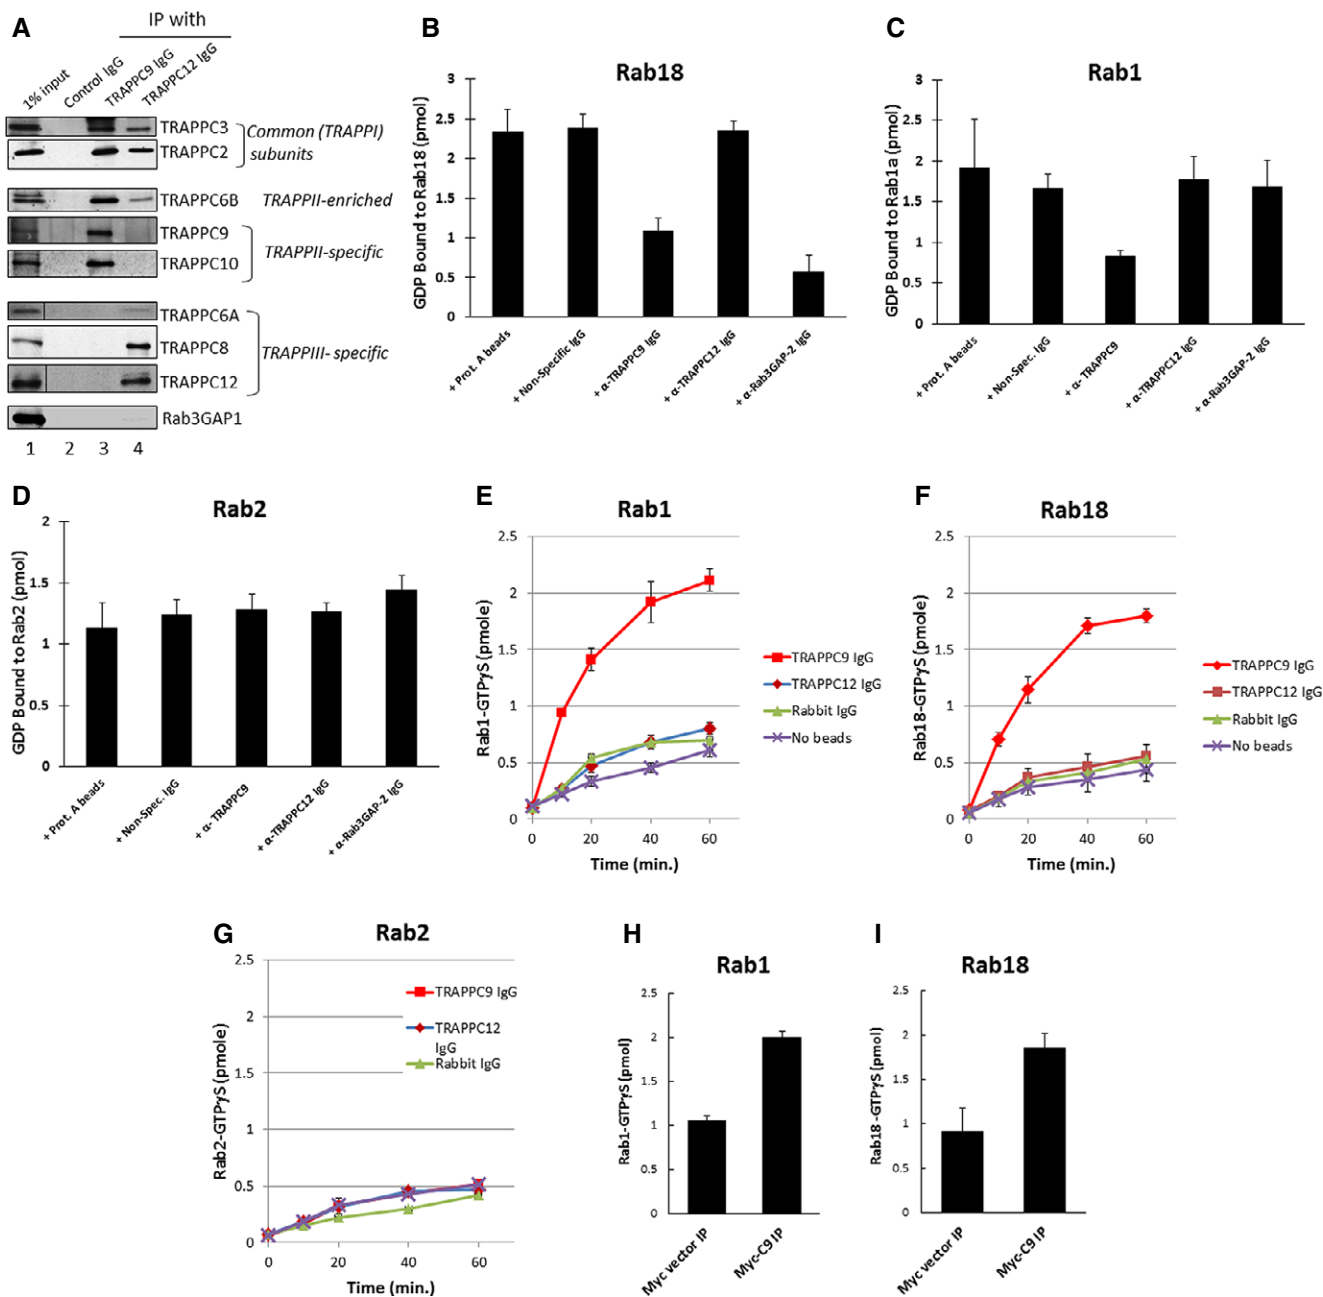 A
IP with
1% input
Control IgG
TRAPPC9 IgG
TRAPPC12 IgG
TRAPPC3
TRAPPC2
Common (TRAPPI)
subunits
TRAPPC6B
TRAPPII-enriched
TRAPPC9
TRAPPC10
TRAPPII-specific
TRAPPC6A
TRAPPC8
TRAPPC12
TRAPPIII- specific
Rab3GAP1
1 2 3 4
B
Rab18
GDP Bound to Rab18 (pmol)
3
2.5
2
1.5
1
0.5
0
+ Prot. A beads
+ Non-Specific IgG
+ α-TRAPPC9 IgG
+ α-TRAPPC12 IgG
+ α-Rab3GAP-2 IgG
C
Rab1
GDP Bound to Rab1a (pmol)
3
2.5
2
1.5
1
0.5
0
+ Prot. A beads
+ Non-Spec. IgG
+ α- TRAPPC9
+ α-TRAPPC12 IgG
+ α-Rab3GAP-2 IgG
D
Rab2
GDP Bound to Rab2 (pmol)
2
1.5
1
0.5
0
+ Prot. A beads
+ Non-Spec. IgG
+ α- TRAPPC9
+ α-TRAPPC12 IgG
+ α-Rab3GAP-2 IgG
E
Rab1
Rab1-GTPγS (pmole)
2.5
2
1.5
1
0.5
0
0 20 40 60
Time (min.)
TRAPPC9 IgG
TRAPPC12 IgG
Rabbit IgG
No beads
F
Rab18
Rab18-GTPγS (pmole)
2.5
2
1.5
1
0.5
0
0 20 40 60
Time (min.)
TRAPPC9 IgG
TRAPPC12 IgG
Rabbit IgG
No beads
G
Rab2
Rab2-GTPγS (pmole)
2.5
2
1.5
1
0.5
0
0 20 40 60
Time (min.)
TRAPPC9 IgG
TRAPPC12
IgG
Rabbit IgG
H
Rab1
Rab1-GTPγS (pmol)
2.5
2
1.5
1
0.5
0
Myc vector IP
Myc-C9 IP
I
Rab18
Rab18 -GTPγS (pmol)
2.5
2
1.5
1
0.5
0
Myc vector IP
Myc-C9 IP